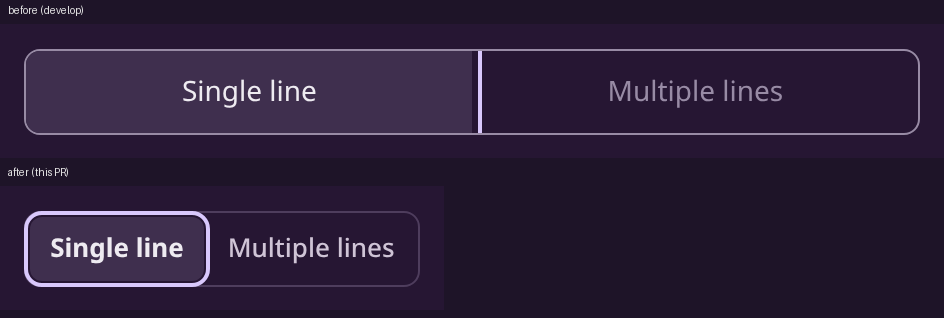 before (develop)
Single line
Multiple lines
after (this PR)
Single line
Multiple lines